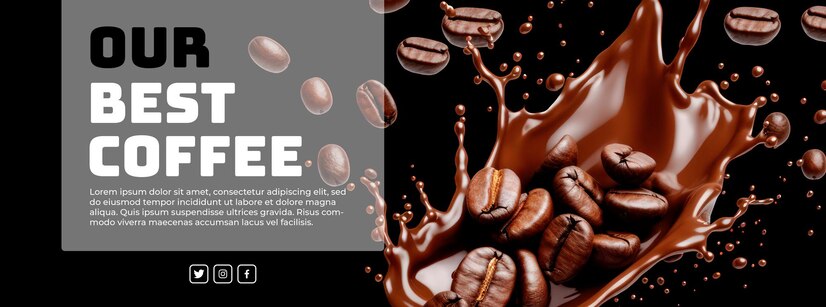 OUR
BEST
COFFEE
Lorem ipsum dolor sit amet, consectetur adipiscing elit, sed
do eiusmod tempor incididunt ut labore et dolore magna
aliqua. Quis ipsum suspendisse ultrices gravida. Risus com-
modo viverra maecenas accumsan lacus vel facilisis.